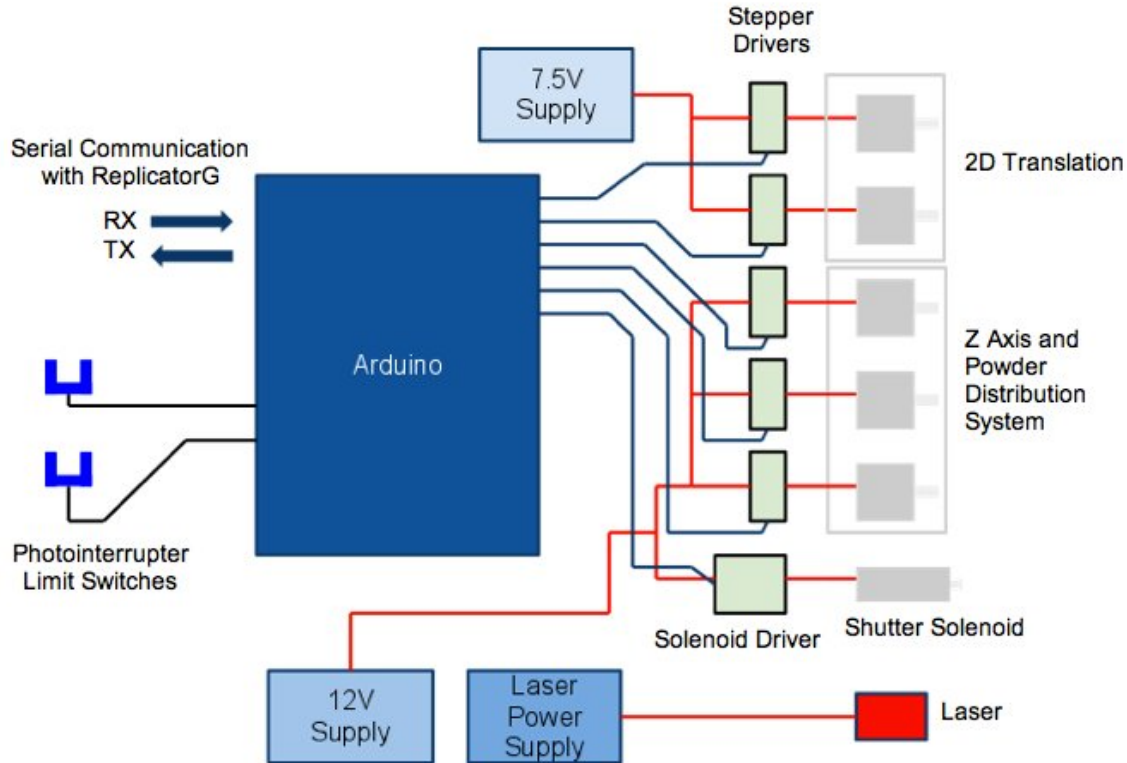 Stepper
Drivers
7.5V
Supply
Serial Communication
with ReplicatorG
RX
TX
2D Translation
Arduino
Z Axis and
Powder
Distribution
System
Photointerrupter
Limit Switches
Solenoid Driver
Shutter Solenoid
12V
Supply
Laser
Power
Supply
Laser